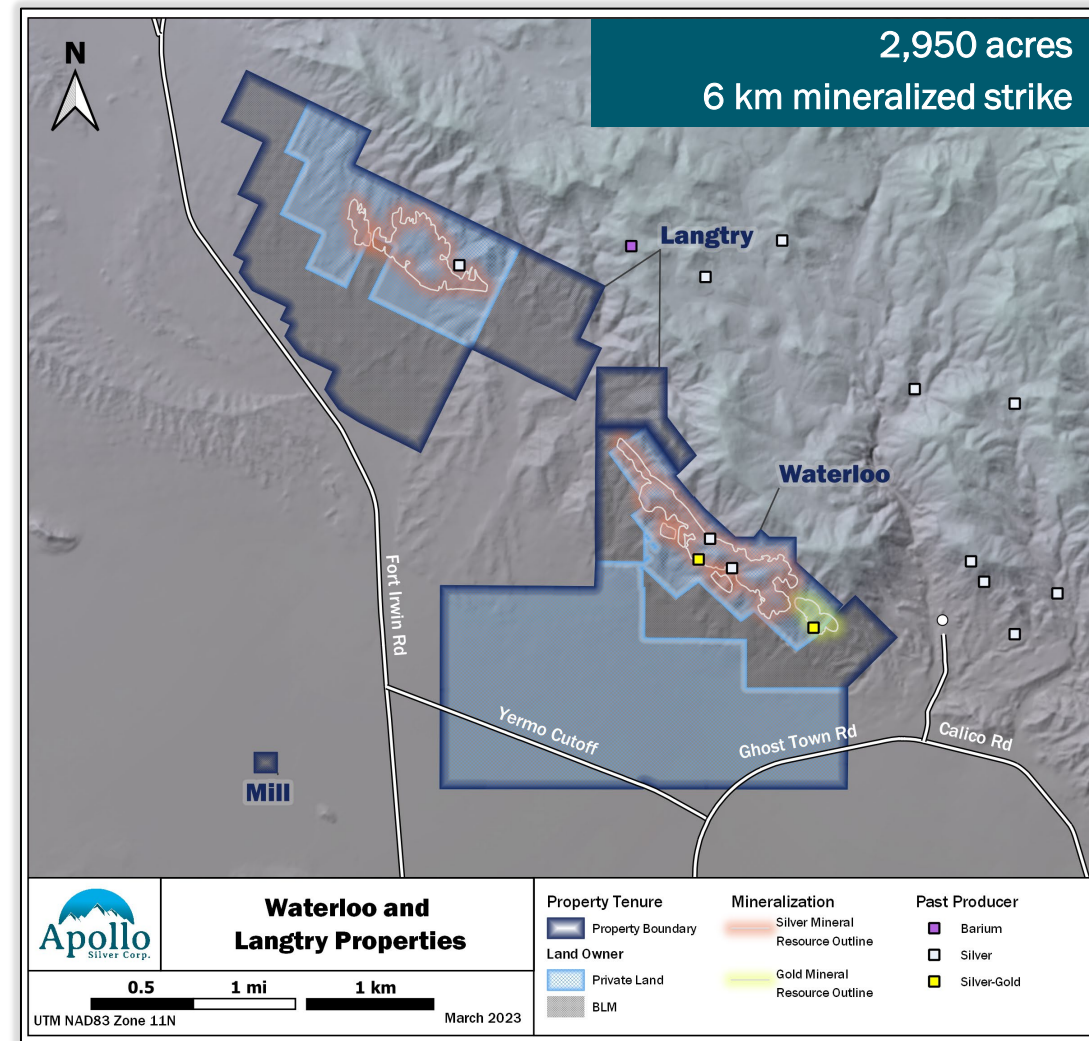 2,950 acres
6 km mineralized strike
N
Langtry
Waterloo
Fort Irwin Rd
Yermo Cutoff
Ghost Town Rd
Calico Rd
Mill
Apollo
Silver Corp.
Waterloo and
Langtry Properties
0.5 1 mi 1 km
UTM NAD83 Zone 11N March 2023
Property Tenure
Property Boundary
Land Owner
Private Land
BLM
Mineralization
Silver Mineral
Resource Outline
Gold Mineral
Resource Outline
Past Producer
Barium
Silver
Silver-Gold